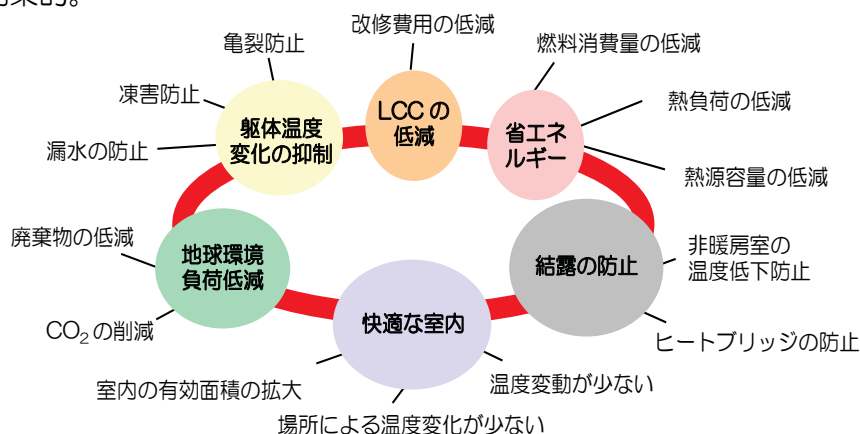 効果的。
改修費用の低減
亀裂防止
燃料消費量の低減
凍害防止
熱負荷の低減
漏水の防止
躯体温度
変化の抑制
LCC の
低減
省エネ
ルギー
熱源容量の低減
廃棄物の低減
地球環境
負荷低減
結露の防止
非暖房室の
温度低下防止
CO₂の削減
快適な室内
ヒートブリッジの防止
室内の有効面積の拡大
温度変動が少ない
場所による温度変化が少ない